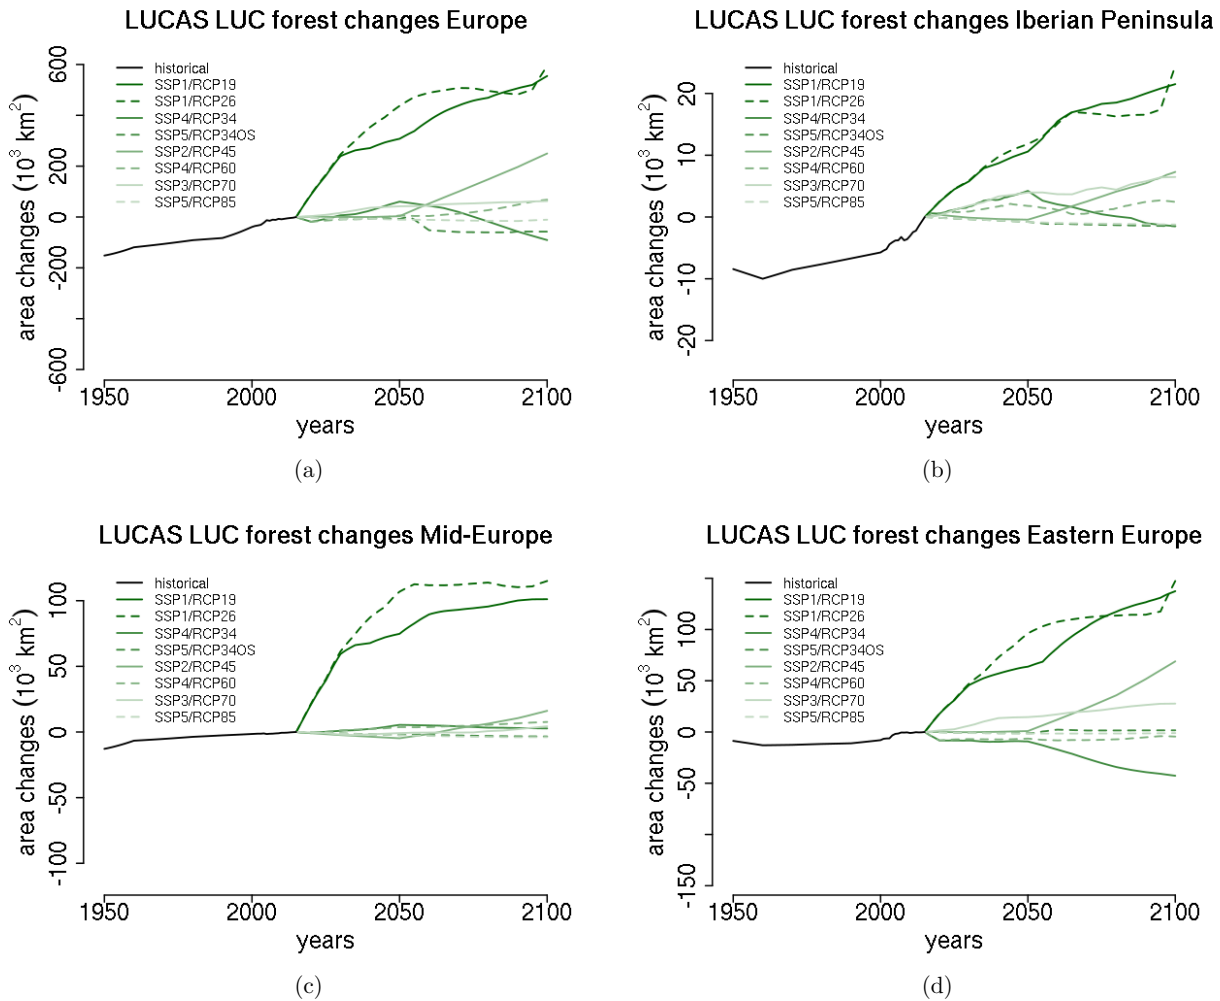 LUCAS LUC forest changes Europe
area changes (10³ km²)
600
200
0
-200
-600
historical
SSP1/RCP19
SSP1/RCP26
SSP4/RCP34
SSP5/RCP34OS
SSP2/RCP45
SSP4/RCP60
SSP3/RCP70
SSP5/RCP85
1950 2000 2050 2100
years
(a)
LUCAS LUC forest changes Iberian Peninsula
area changes (10³ km²)
20
10
0
-10
-20
historical
SSP1/RCP19
SSP1/RCP26
SSP4/RCP34
SSP5/RCP34OS
SSP2/RCP45
SSP4/RCP60
SSP3/RCP70
SSP5/RCP85
1950 2000 2050 2100
years
(b)
LUCAS LUC forest changes Mid-Europe
area changes (10³ km²)
100
50
0
-50
-100
historical
SSP1/RCP19
SSP1/RCP26
SSP4/RCP34
SSP5/RCP34OS
SSP2/RCP45
SSP4/RCP60
SSP3/RCP70
SSP5/RCP85
1950 2000 2050 2100
years
(c)
LUCAS LUC forest changes Eastern Europe
area changes (10³ km²)
100
50
0
-50
-150
historical
SSP1/RCP19
SSP1/RCP26
SSP4/RCP34
SSP5/RCP34OS
SSP2/RCP45
SSP4/RCP60
SSP3/RCP70
SSP5/RCP85
1950 2000 2050 2100
years
(d)